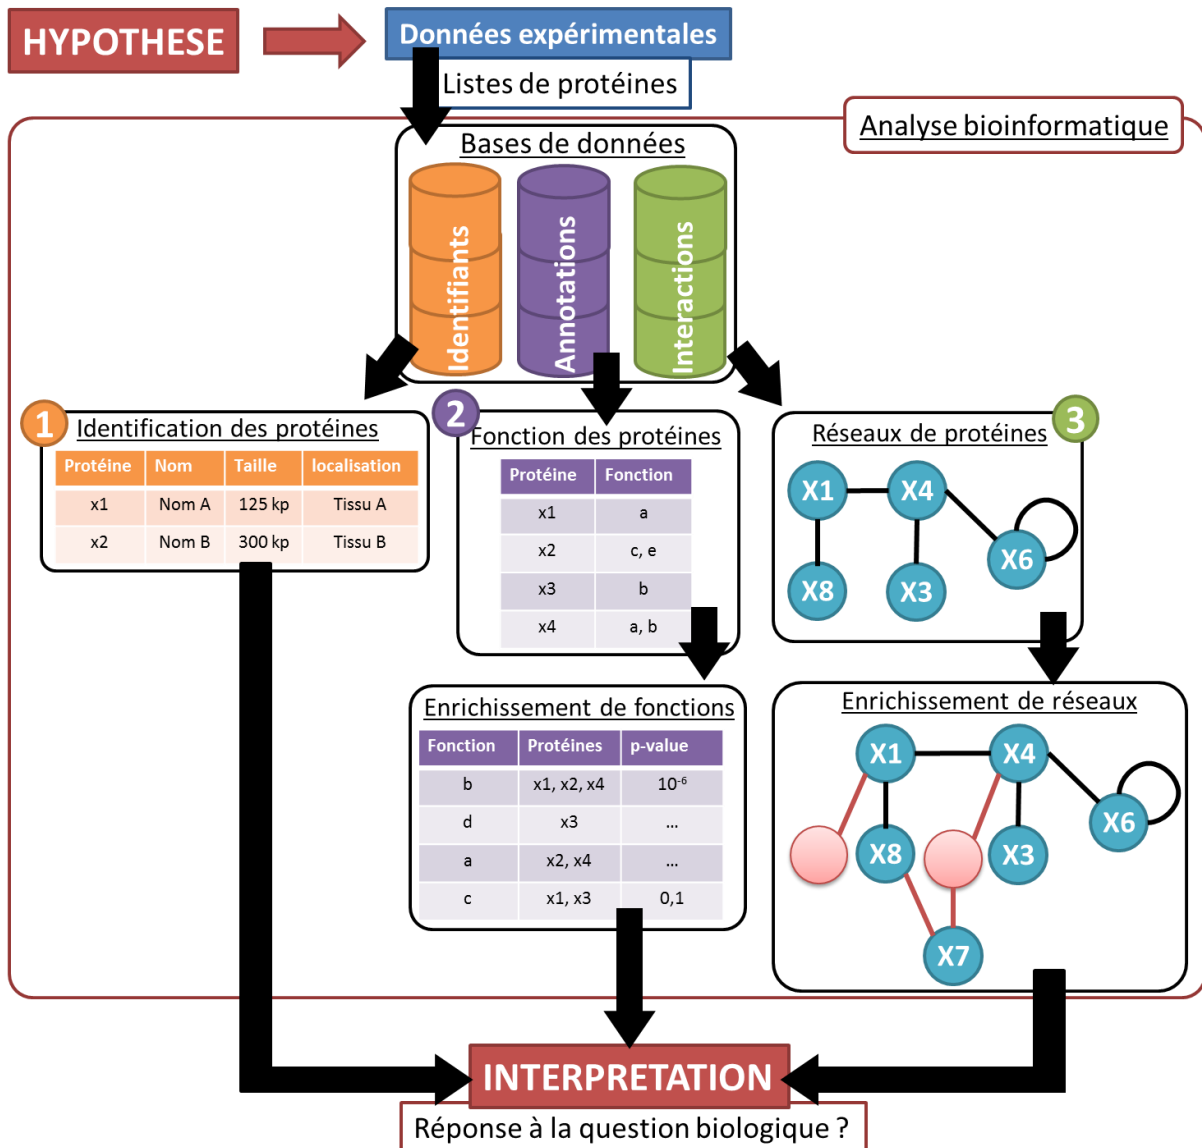 HYPOTHESE
Données expérimentales
Listes de protéines
Analyse bioinformatique
Bases de données
Identifiants
Annotations
Interactions
1
Identification des protéines
Protéine Nom Taille localisation
x1 Nom A 125 kp Tissu A
x2 Nom B 300 kp Tissu B
2
Fonction des protéines
Protéine Fonction
x1 a
x2 c, e
x3 b
x4 a, b
3
Réseaux de protéines
X1 X4
X6
X8 X3
Enrichissement de fonctions
Fonction Protéines p-value
b x1, x2, x4 10⁻⁶
d x3 ...
a x2, x4 ...
c x1, x3 0,1
Enrichissement de réseaux
X1 X4
X6
X8 X3
X7
INTERPRETATION
Réponse à la question biologique ?